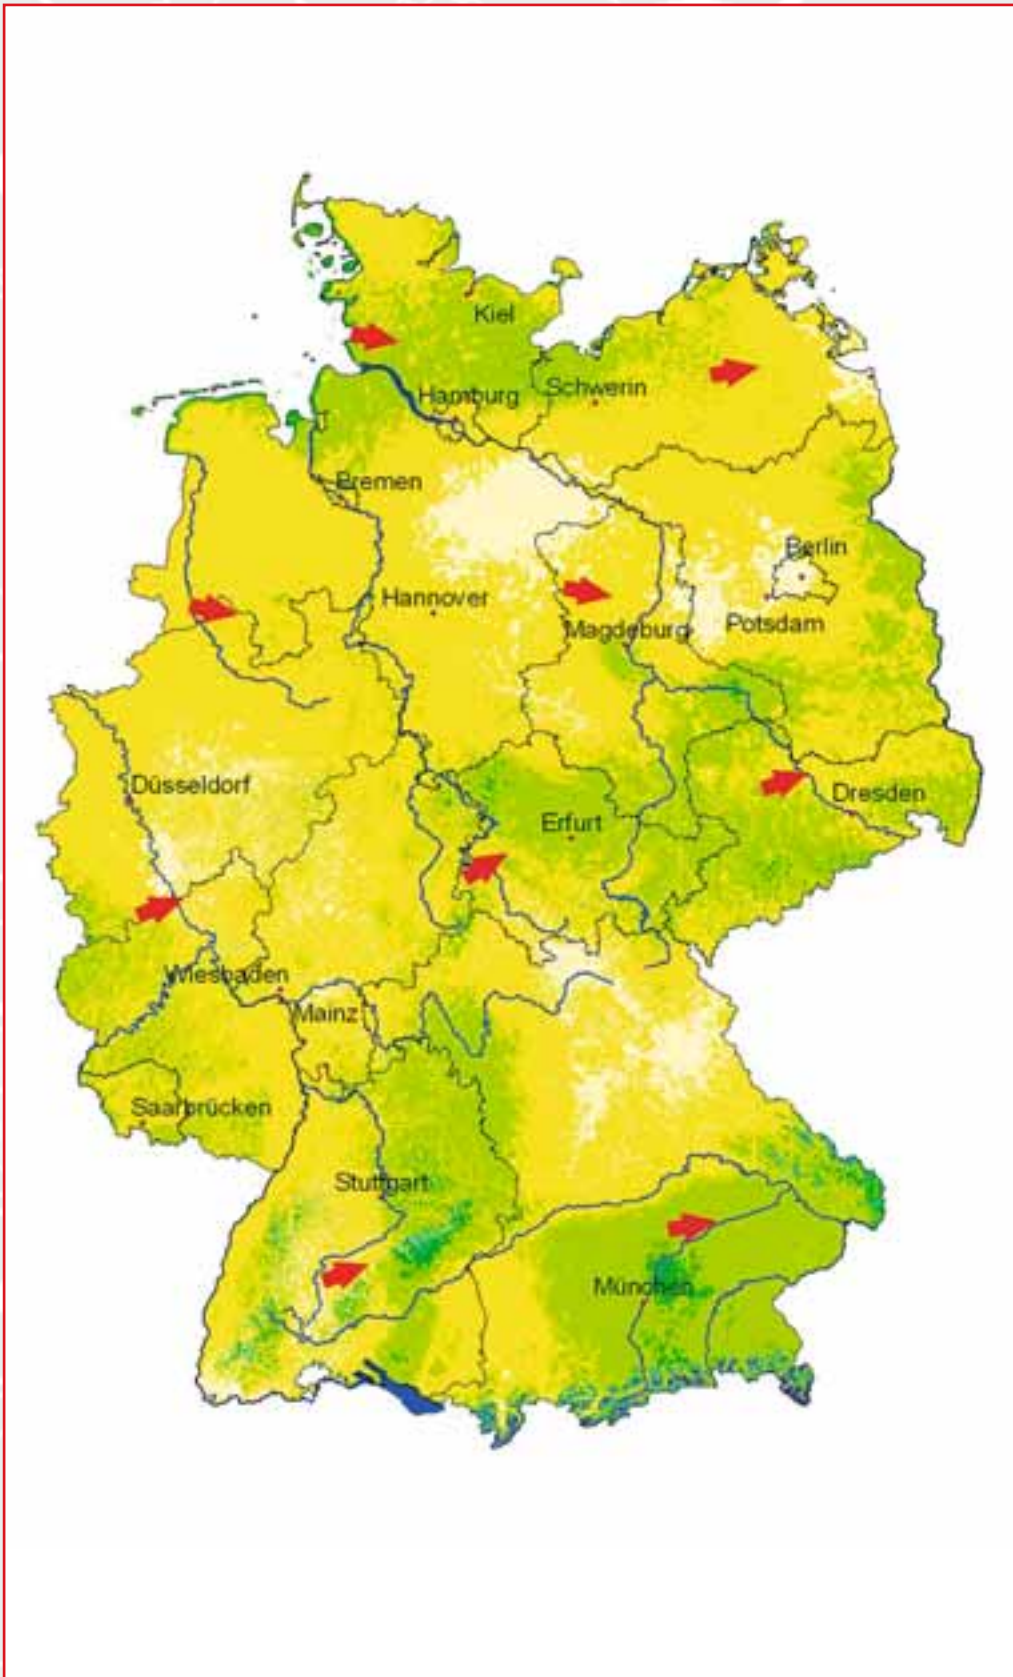 Kiel
Hamburg
Schwerin
Bremen
Berlin
Hannover
Magdeburg
Potsdam
Düsseldorf
Dresden
Erfurt
Wiesbaden
Mainz
Saarbrücken
Stuttgart
München